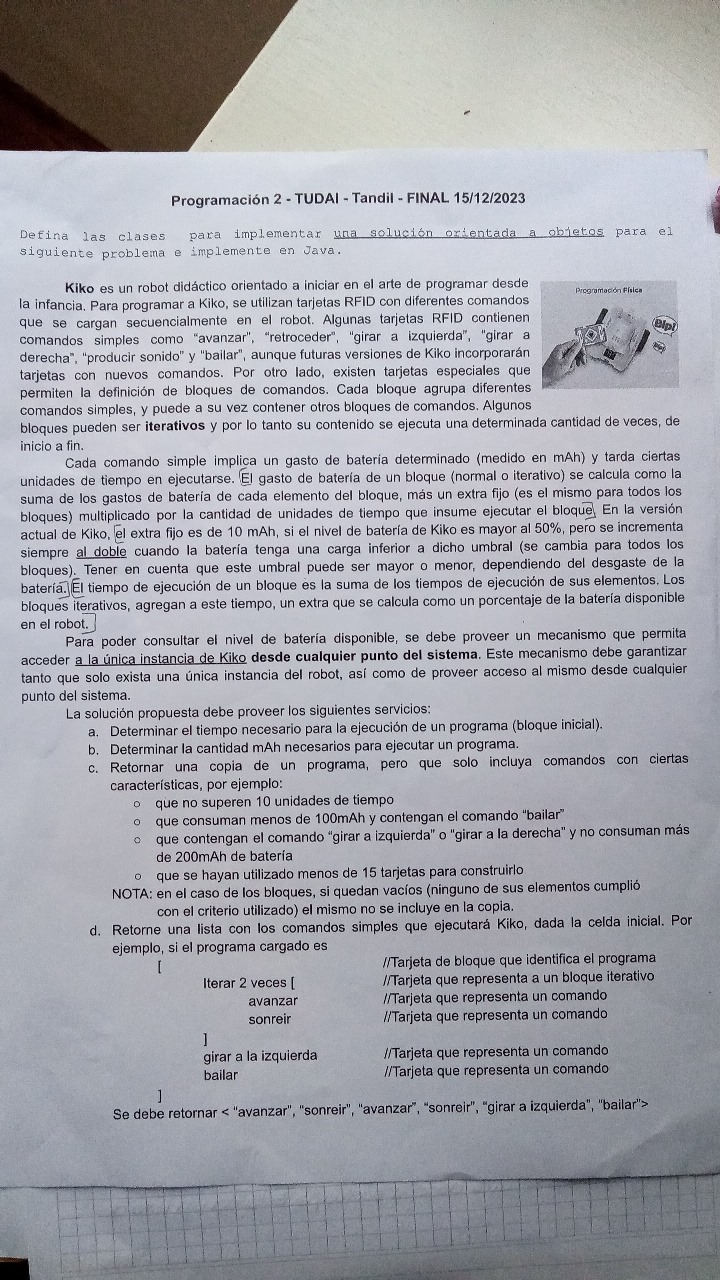 Programación 2 - TUDAI - Tandil - FINAL 15/12/2023
Defina las clases para implementar una solución orientada a objetos para el
siguiente problema e implemente en Java.
Kiko es un robot didáctico orientado a iniciar en el arte de programar desde
la infancia. Para programar a Kiko, se utilizan tarjetas RFID con diferentes comandos
que se cargan secuencialmente en el robot. Algunas tarjetas RFID contienen
comandos simples como "avanzar", "retroceder", "girar a izquierda", "girar a
derecha", "producir sonido" y "bailar", aunque futuras versiones de Kiko incorporarán
tarjetas con nuevos comandos. Por otro lado, existen tarjetas especiales que
permiten la definición de bloques de comandos. Cada bloque agrupa diferentes
comandos simples, y puede a su vez contener otros bloques de comandos. Algunos
Programación Física
Bip!
bloques pueden ser iterativos y por lo tanto su contenido se ejecuta una determinada cantidad de veces, de
inicio a fin.
Cada comando simple implica un gasto de batería determinado (medido en mAh) y tarda ciertas
unidades de tiempo en ejecutarse. El gasto de batería de un bloque (normal o iterativo) se calcula como la
suma de los gastos de batería de cada elemento del bloque, más un extra fijo (es el mismo para todos los
bloques) multiplicado por la cantidad de unidades de tiempo que insume ejecutar el bloque. En la versión
actual de Kiko, el extra fijo es de 10 mAh, si el nivel de batería de Kiko es mayor al 50%, pero se incrementa
siempre al doble cuando la batería tenga una carga inferior a dicho umbral (se cambia para todos los
bloques). Tener en cuenta que este umbral puede ser mayor o menor, dependiendo del desgaste de la
batería. El tiempo de ejecución de un bloque es la suma de los tiempos de ejecución de sus elementos. Los
bloques iterativos, agregan a este tiempo, un extra que se calcula como un porcentaje de la batería disponible
en el robot.
Para poder consultar el nivel de batería disponible, se debe proveer un mecanismo que permita
acceder a la única instancia de Kiko desde cualquier punto del sistema. Este mecanismo debe garantizar
tanto que solo exista una única instancia del robot, así como de proveer acceso al mismo desde cualquier
punto del sistema.
La solución propuesta debe proveer los siguientes servicios:
a. Determinar el tiempo necesario para la ejecución de un programa (bloque inicial).
b. Determinar la cantidad mAh necesarios para ejecutar un programa.
c. Retornar una copia de un programa, pero que solo incluya comandos con ciertas
características, por ejemplo:
○ que no superen 10 unidades de tiempo
○ que consuman menos de 100mAh y contengan el comando "bailar"
○ que contengan el comando "girar a izquierda" o "girar a la derecha" y no consuman más
de 200mAh de batería
○ que se hayan utilizado menos de 15 tarjetas para construirlo
NOTA: en el caso de los bloques, si quedan vacíos (ninguno de sus elementos cumplió
con el criterio utilizado) el mismo no se incluye en la copia.
d. Retorne una lista con los comandos simples que ejecutará Kiko, dada la celda inicial. Por
ejemplo, si el programa cargado es
[ //Tarjeta de bloque que identifica el programa
Iterar 2 veces [ //Tarjeta que representa a un bloque iterativo
avanzar //Tarjeta que representa un comando
sonreir //Tarjeta que representa un comando
]
girar a la izquierda //Tarjeta que representa un comando
bailar //Tarjeta que representa un comando
]
Se debe retornar < "avanzar", "sonreir", "avanzar", "sonreir", "girar a izquierda", "bailar">